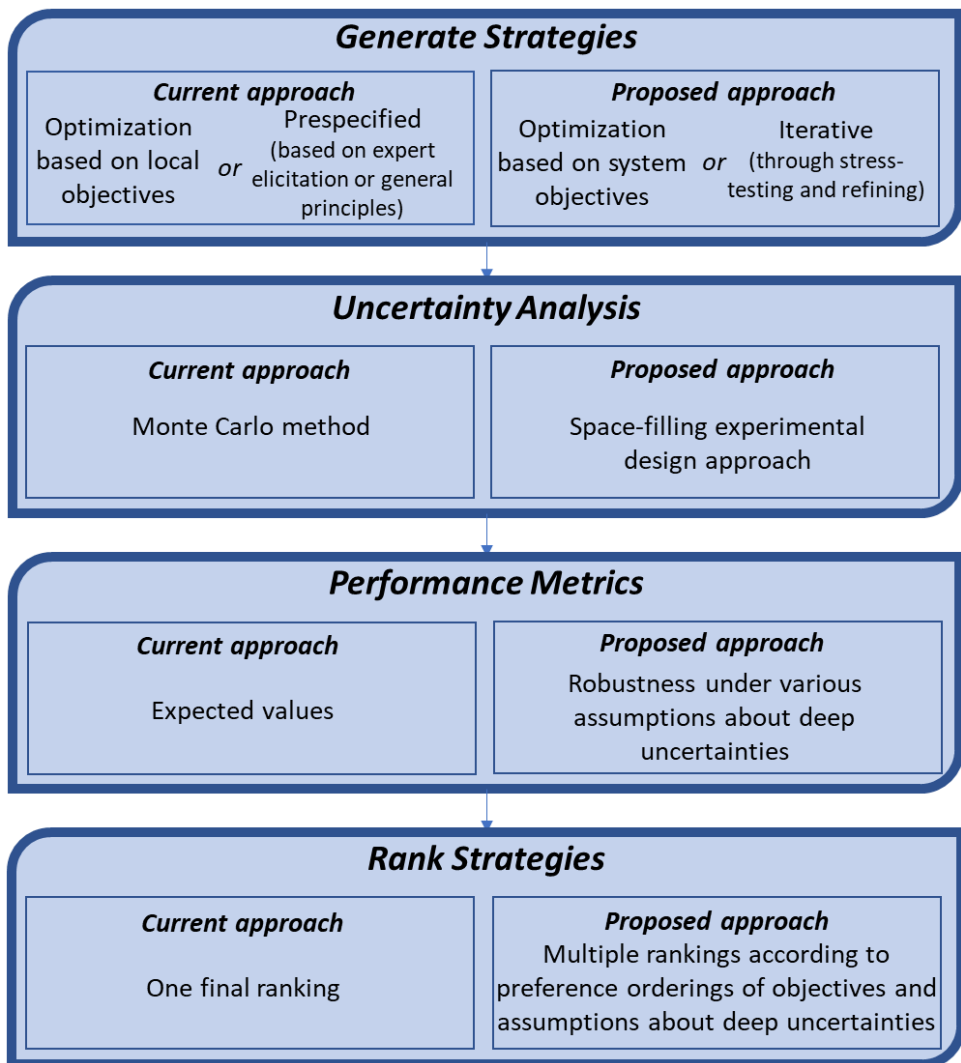 Generate Strategies
Current approach
Optimization
based on local
objectives
or
Prespecified
(based on expert
elicitation or general
principles)
Proposed approach
Optimization
based on system
objectives
or
Iterative
(through stress-
testing and refining)
Uncertainty Analysis
Current approach
Monte Carlo method
Proposed approach
Space-filling experimental
design approach
Performance Metrics
Current approach
Expected values
Proposed approach
Robustness under various
assumptions about deep
uncertainties
Rank Strategies
Current approach
One final ranking
Proposed approach
Multiple rankings according to
preference orderings of objectives and
assumptions about deep uncertainties